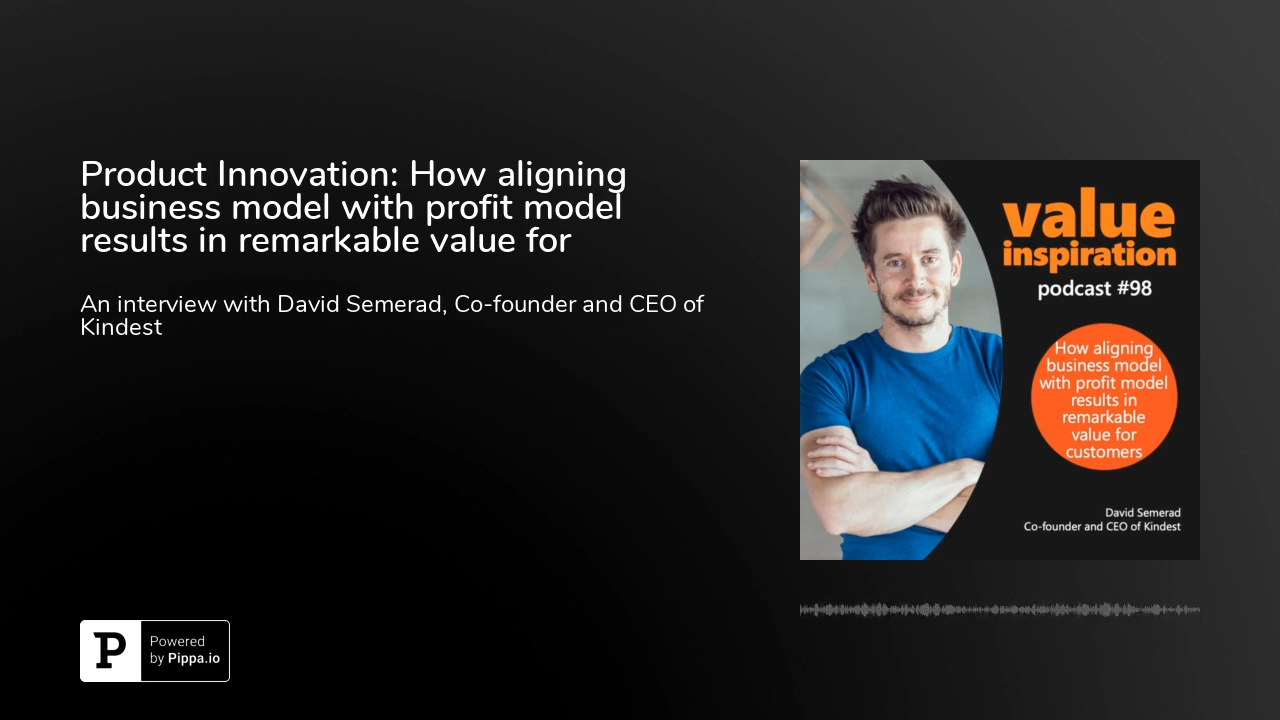 Product Innovation: How aligning
business model with profit model
results in remarkable value for
An interview with David Semerad, Co-founder and CEO of
Kindest
value
inspiration
podcast #98
How aligning
business model
with profit model
results in
remarkable
value for
customers
David Semerad
Co-founder and CEO of Kindest
P
Powered
by Pippa.io